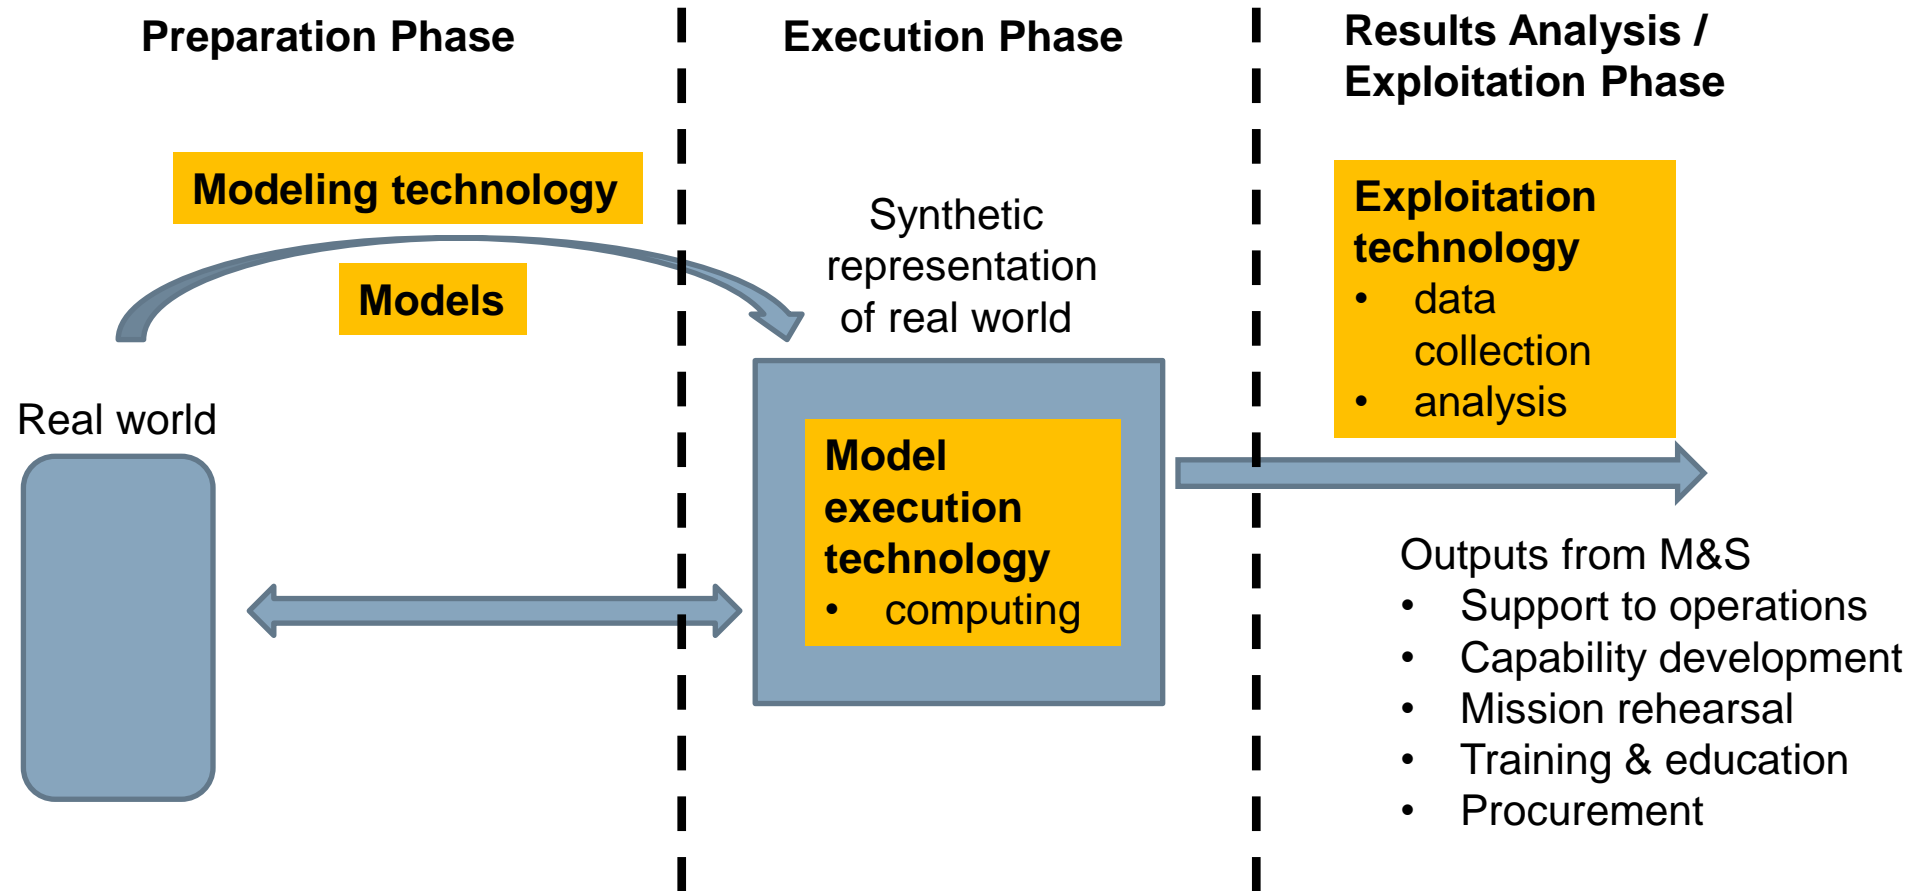 Preparation Phase
Execution Phase
Results Analysis /
Exploitation Phase
Modeling technology
Models
Real world
Synthetic
representation
of real world
Model
execution
technology
• computing
Exploitation
technology
• data
collection
• analysis
Outputs from M&S
• Support to operations
• Capability development
• Mission rehearsal
• Training & education
• Procurement